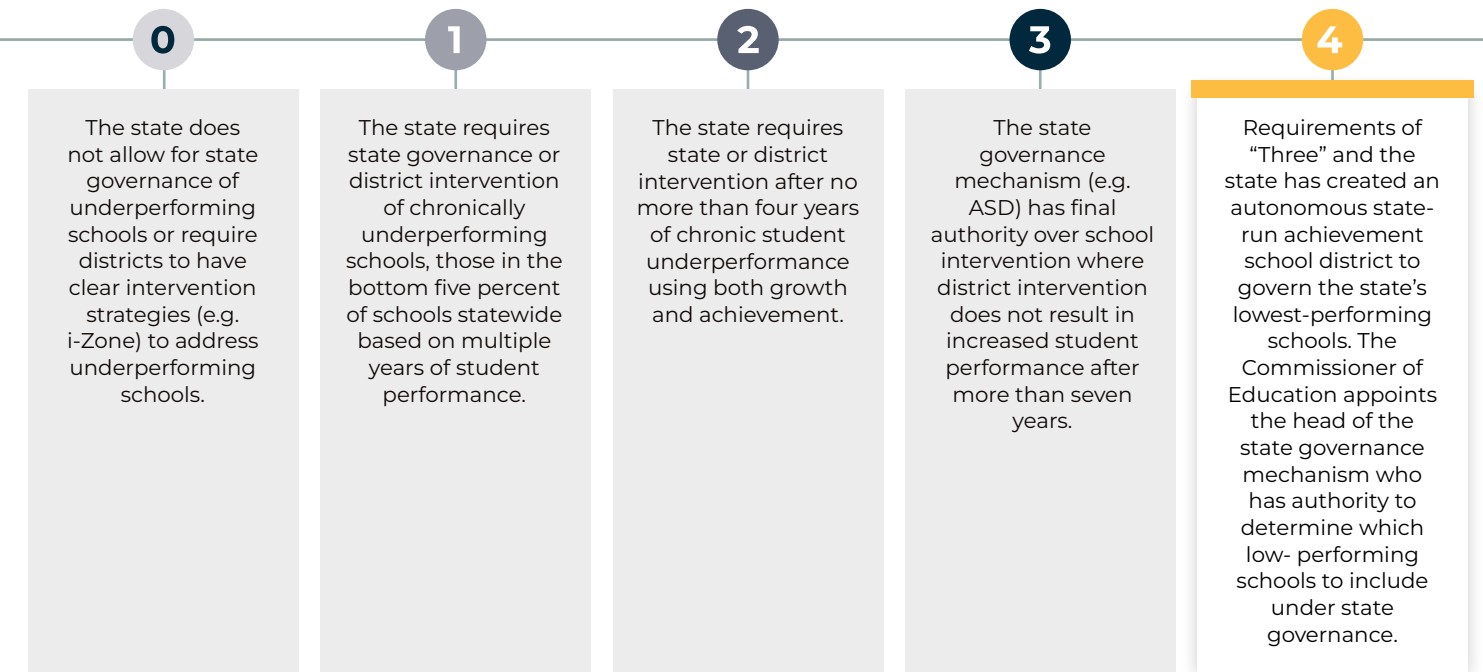 0
The state does
not allow for state
governance of
underperforming
schools or require
districts to have
clear intervention
strategies (e.g.
i-Zone) to address
underperforming
schools.
1
The state requires
state governance or
district intervention
of chronically
underperforming
schools, those in the
bottom five percent
of schools statewide
based on multiple
years of student
performance.
2
The state requires
state or district
intervention after no
more than four years
of chronic student
underperformance
using both growth
and achievement.
3
The state
governance
mechanism (e.g.
ASD) has final
authority over school
intervention where
district intervention
does not result in
increased student
performance after
more than seven
years.
4
Requirements of
“Three” and the
state has created an
autonomous state-
run achievement
school district to
govern the state’s
lowest-performing
schools. The
Commissioner of
Education appoints
the head of the
state governance
mechanism who
has authority to
determine which
low- performing
schools to include
under state
governance.